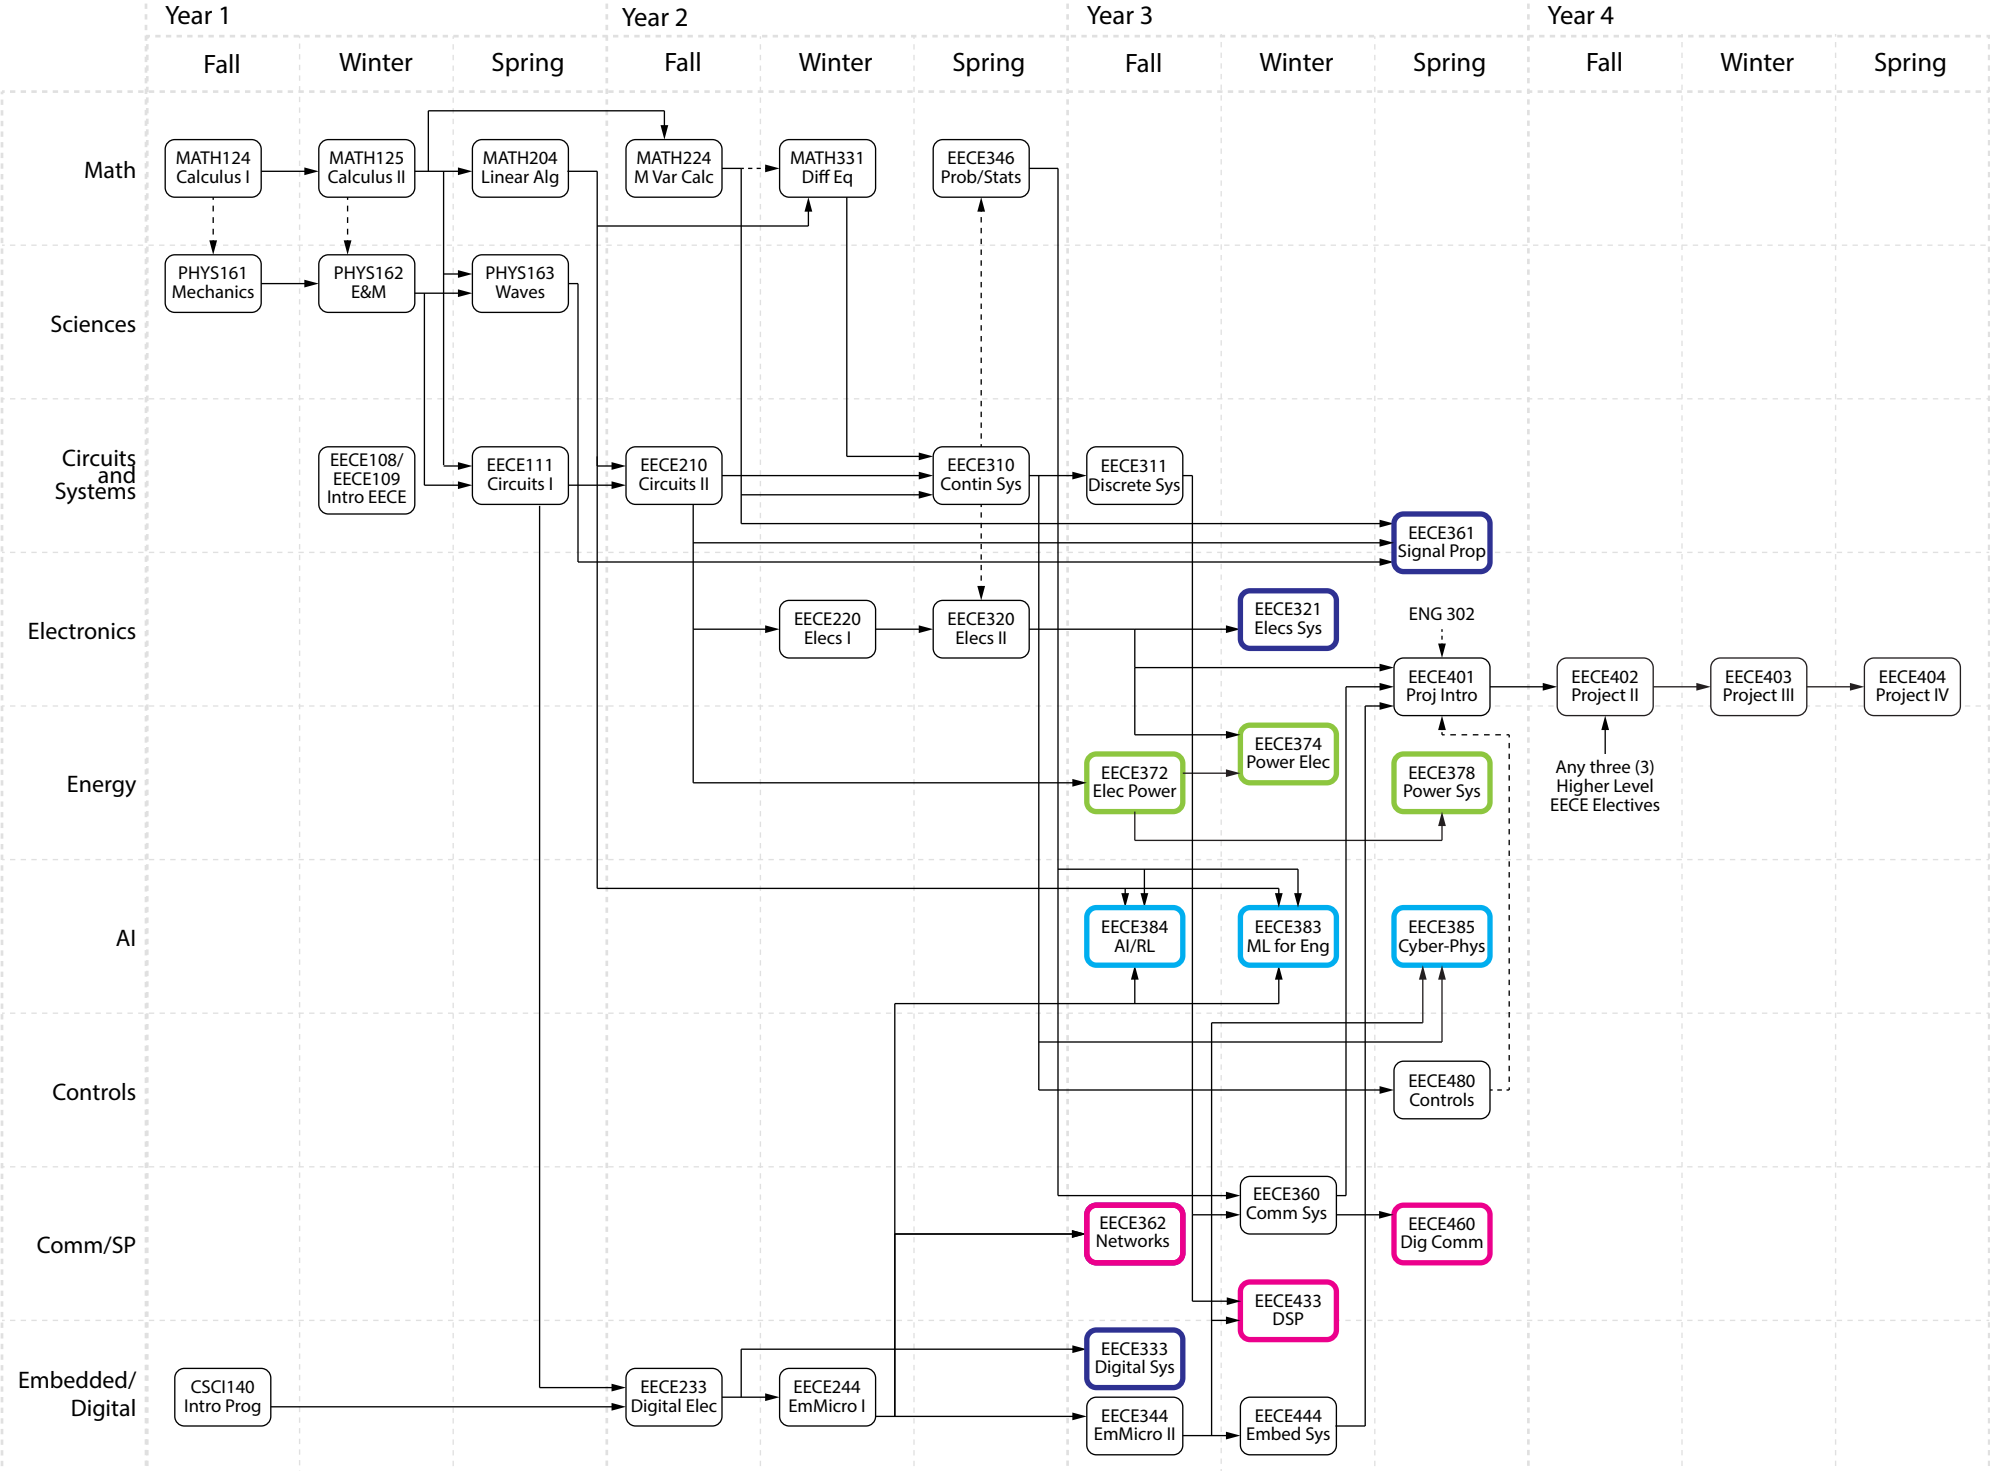 Year 1
Year 2
Year 3
Year 4
Fall
Winter
Spring
Fall
Winter
Spring
Fall
Winter
Spring
Fall
Winter
Spring
Math
MATH124
Calculus I
MATH125
Calculus II
MATH204
Linear Alg
MATH224
M Var Calc
MATH331
Diff Eq
EECE346
Prob/Stats
Sciences
PHYS161
Mechanics
PHYS162
E&M
PHYS163
Waves
Circuits
and
Systems
EECE108/
EECE109
Intro EECE
EECE111
Circuits I
EECE210
Circuits II
EECE310
Contin Sys
EECE311
Discrete Sys
EECE361
Signal Prop
Electronics
EECE220
Elecs I
EECE320
Elecs II
EECE321
Elecs Sys
ENG 302
EECE401
Proj Intro
EECE402
Project II
EECE403
Project III
EECE404
Project IV
Energy
EECE372
Elec Power
EECE374
Power Elec
EECE378
Power Sys
Any three (3)
Higher Level
EECE Electives
AI
EECE384
AI/RL
EECE383
ML for Eng
EECE385
Cyber-Phys
Controls
EECE480
Controls
Comm/SP
EECE362
Networks
EECE360
Comm Sys
EECE460
Dig Comm
EECE433
DSP
Embedded/
Digital
CSCI140
Intro Prog
EECE233
Digital Elec
EECE244
EmMicro I
EECE333
Digital Sys
EECE344
EmMicro II
EECE444
Embed Sys